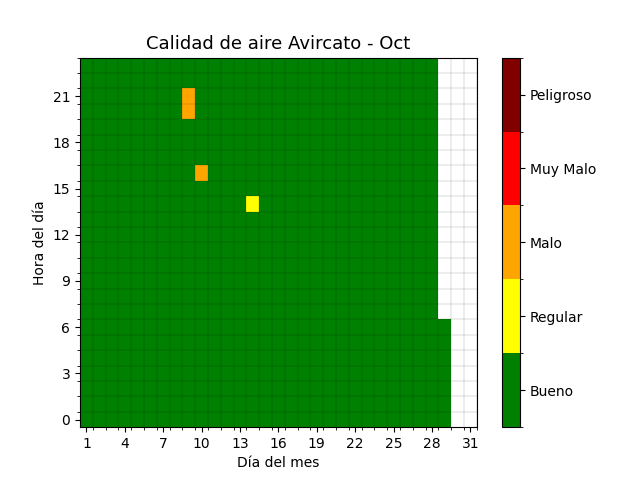 Calidad de aire Avircato - Oct
Hora del día
21
18
15
12
9
6
3
0
1 4 7 10 13 16 19 22 25 28 31
Día del mes
Peligroso
Muy Malo
Malo
Regular
Bueno